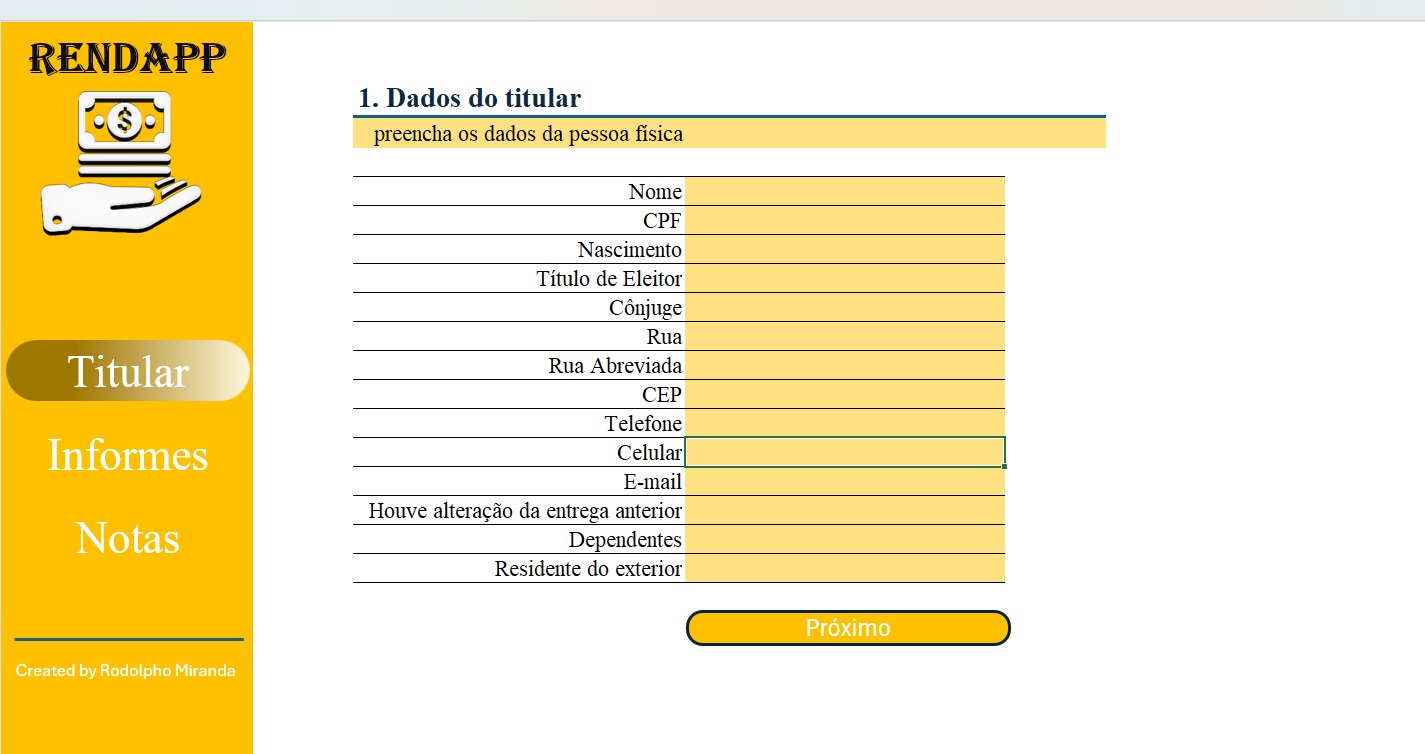 RENDAPP
$
Titular
Informes
Notas
Created by Rodolpho Miranda
1. Dados do titular
preencha os dados da pessoa física
Nome
CPF
Nascimento
Título de Eleitor
Cônjuge
Rua
Rua Abreviada
CEP
Telefone
Celular
E-mail
Houve alteração da entrega anterior
Dependentes
Residente do exterior
Próximo